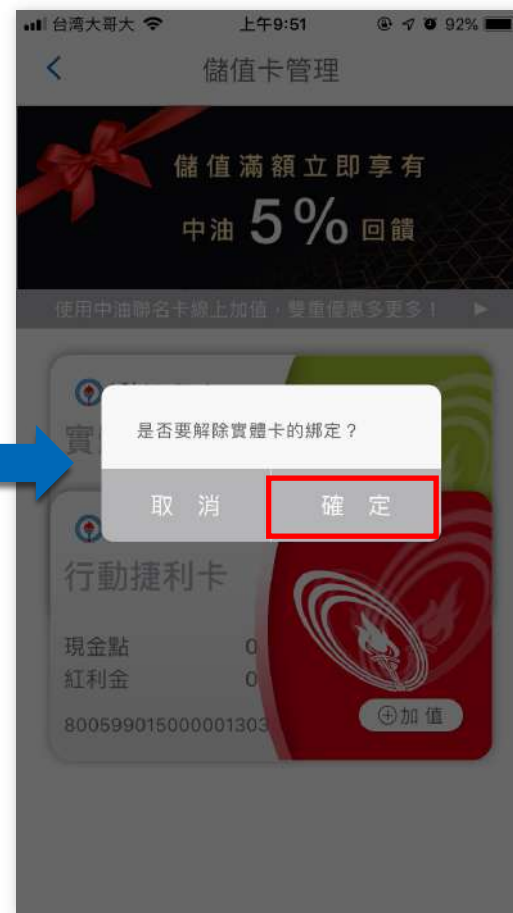 台湾大哥大 上午9:51 92%
儲值卡管理
儲值滿額立即享有
中油 5% 回饋
使用中油聯名卡線上加值，雙重優惠多更多！
實
是否要解除實體卡的綁定？
取 消 確 定
行動捷利卡
現金點 0
紅利金 0
800599015000001303
加 值